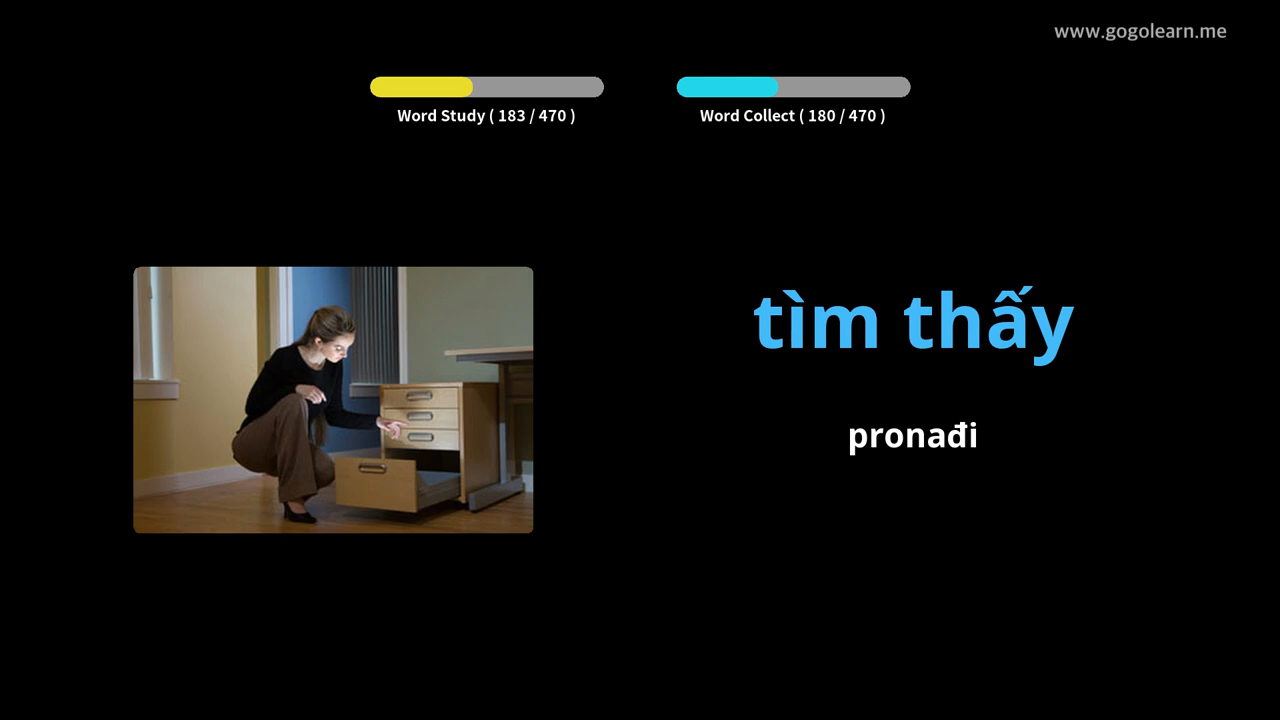 www.gogolearn.me
Word Study ( 183 / 470 )
Word Collect ( 180 / 470 )
tìm thấy
pronađi